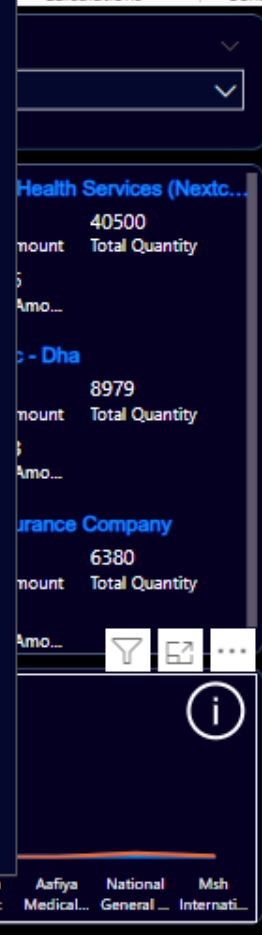 Health Services (Nextc...
40500
mount Total Quantity
Amo...
c - Dha
8979
mount Total Quantity
Amo...
urance Company
6380
mount Total Quantity
Amo...
Aafiya National Msh
Medical... General ... Internati...